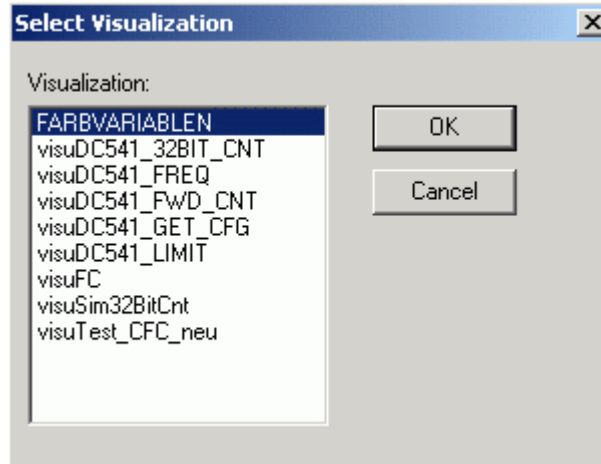 Select Visualization
Visualization:
FARBVARIABLEN
visuDC541_32BIT_CNT
visuDC541_FREQ
visuDC541_FWD_CNT
visuDC541_GET_CFG
visuDC541_LIMIT
visuFC
visuSim32BitCnt
visuTest_CFC_neu
OK
Cancel